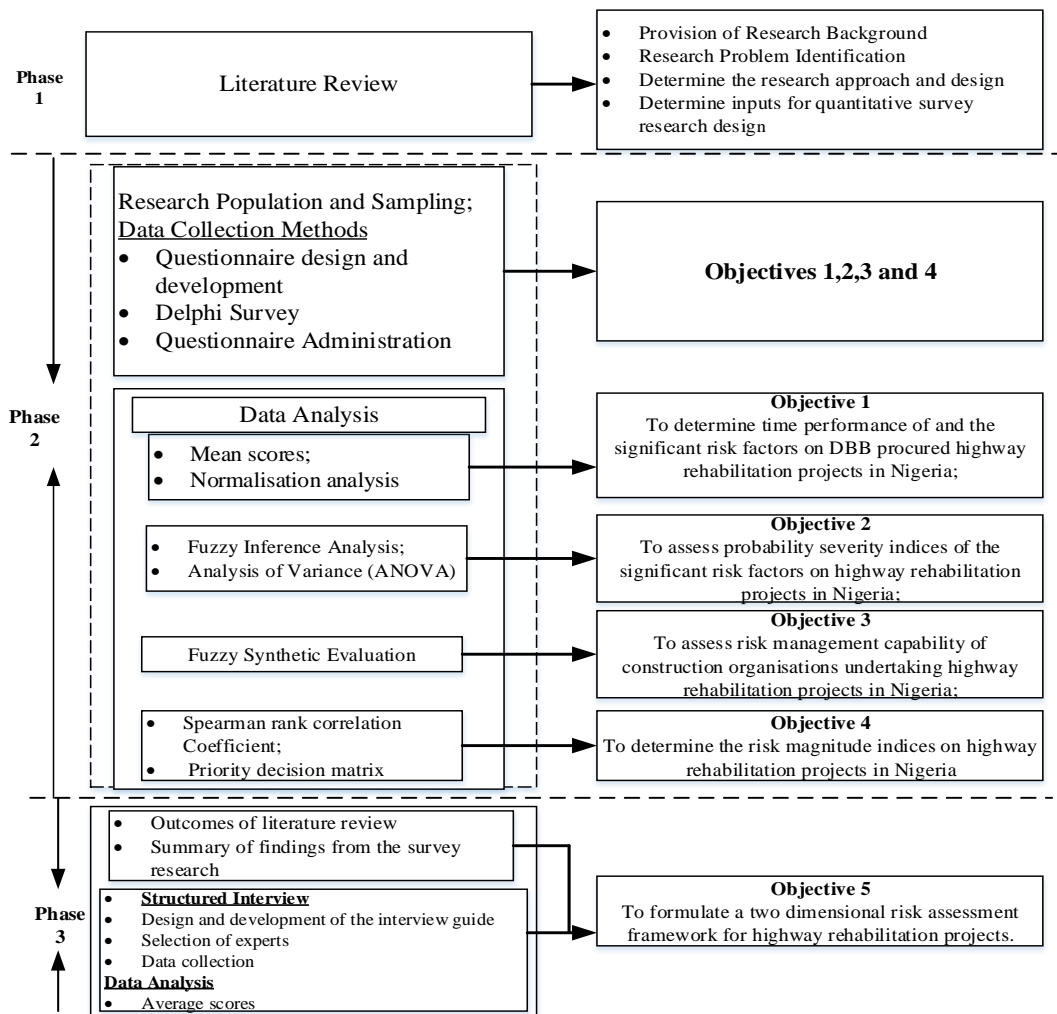 Phase
1
Literature Review
• Provision of Research Background
• Research Problem Identification
• Determine the research approach and design
• Determine inputs for quantitative survey
research design
Phase
2
Research Population and Sampling;
Data Collection Methods
• Questionnaire design and
development
• Delphi Survey
• Questionnaire Administration
Objectives 1,2,3 and 4
Data Analysis
• Mean scores;
• Normalisation analysis
Objective 1
To determine time performance of and the
significant risk factors on DBB procured highway
rehabilitation projects in Nigeria;
• Fuzzy Inference Analysis;
• Analysis of Variance (ANOVA)
Objective 2
To assess probability severity indices of the
significant risk factors on highway rehabilitation
projects in Nigeria;
Fuzzy Synthetic Evaluation
Objective 3
To assess risk management capability of
construction organisations undertaking highway
rehabilitation projects in Nigeria;
• Spearman rank correlation
Coefficient;
• Priority decision matrix
Objective 4
To determine the risk magnitude indices on highway
rehabilitation projects in Nigeria
Phase
3
• Outcomes of literature review
• Summary of findings from the survey
research
• Structured Interview
• Design and development of the interview guide
• Selection of experts
• Data collection
Data Analysis
• Average scores
Objective 5
To formulate a two dimensional risk assessment
framework for highway rehabilitation projects.